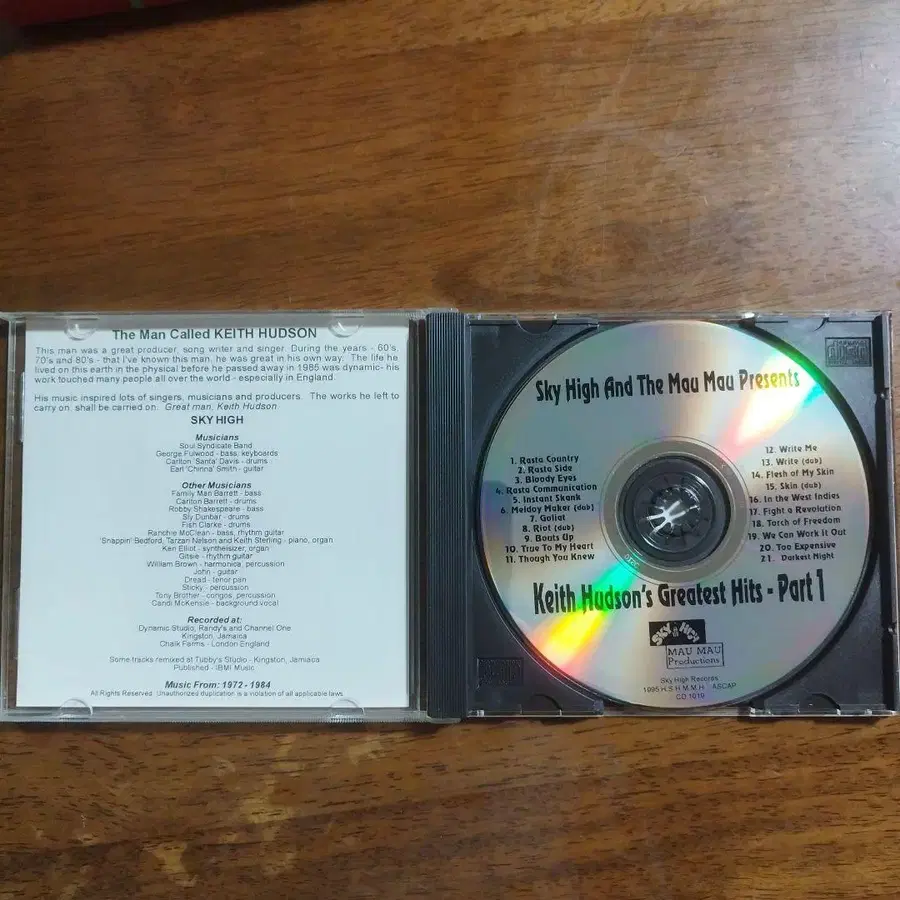 The Man Called KEITH HUDSON
This man was a great producer, song writer and singer. During the years - 60's,
70's and 80's - that I've known this man, he was great in his own way. The life he
lived on this earth in the physical before he passed away in 1985 was dynamic- his
work touched many people all over the world - especially in England.
His music inspired lots of singers, musicians and producers. The works he left to
carry on, shall be carried on. Great man, Keith Hudson
SKY HIGH
Musicians
Soul Syndicate Band
George Fulwood - bass, keyboards
Carlton 'Santa' Davis - drums
Earl 'Chinna' Smith - guitar
Other Musicians
Family Man Barrett - bass
Carlton Barrett - drums
Robby Shakespeare - bass
Sly Dunbar - drums
Fish Clarke - drums
Ranchie McClean - bass, rhythm guitar
'Snappin' Bedford, Tarzan Nelson and Keith Sterling - piano, organ
Ken Elliot - syntheisizer, organ
Gitsie - rhythm guitar
William Brown - harmonica, percussion
John - guitar
Dread - tenor pan
Sticky - percussion
Tony Brother - congos, percussion
Candi McKensie - background vocal
Recorded at:
Dynamic Studio, Randy's and Channel One
Kingston, Jamaica
Chalk Farms - London England
Some tracks remixed at Tubby's Studio - Kingston, Jamiaca
Published - IBMI Music
Music From: 1972 - 1984
All Rights Reserved. Unauthorized duplication is a violation of all applicable laws.
Sky High And The Mau Mau Presents
1. Rasta Country
2. Rasta Side
3. Bloody Eyes
4. Rasta Communication
5. Instant Skank
6. Melday Maker (dub)
7. Goliat
8. Riot (dub)
9. Bouts Up
10. True To My Heart
11. Though You Knew
12. Write Me
13. Write (dub)
14. Flesh of My Skin
15. Skin (dub)
16. In the West Indies
17. Fight a Revolation
18. Torch of Freedom
19. We Can Work It Out
20. Too Expensive
21. Darkest Night
Keith Hudson's Greatest Hits - Part 1
SKY HIGH
MAU MAU
Productions
Sky High Records
1995 H.S.H.M.M.H. ASCAP
CD 1019